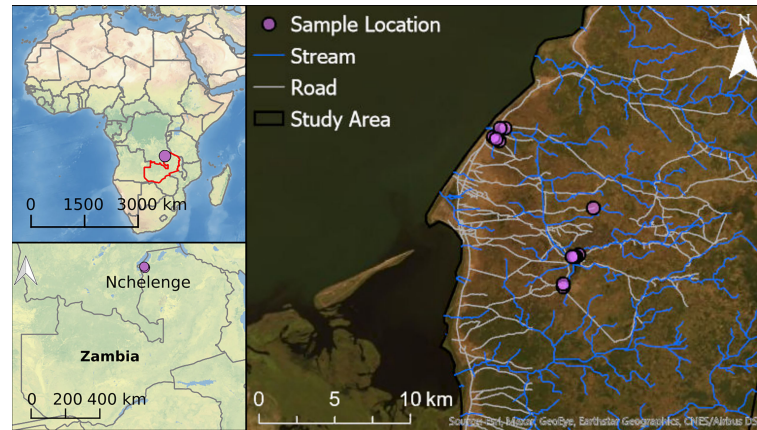 0 1500 3000 km
Nchelenge
Zambia
0 200 400 km
Sample Location
Stream
Road
Study Area
N
0 5 10 km
Source: Esri, Maxar, GeoEye, Earthstar Geographics, CNES/Airbus DS